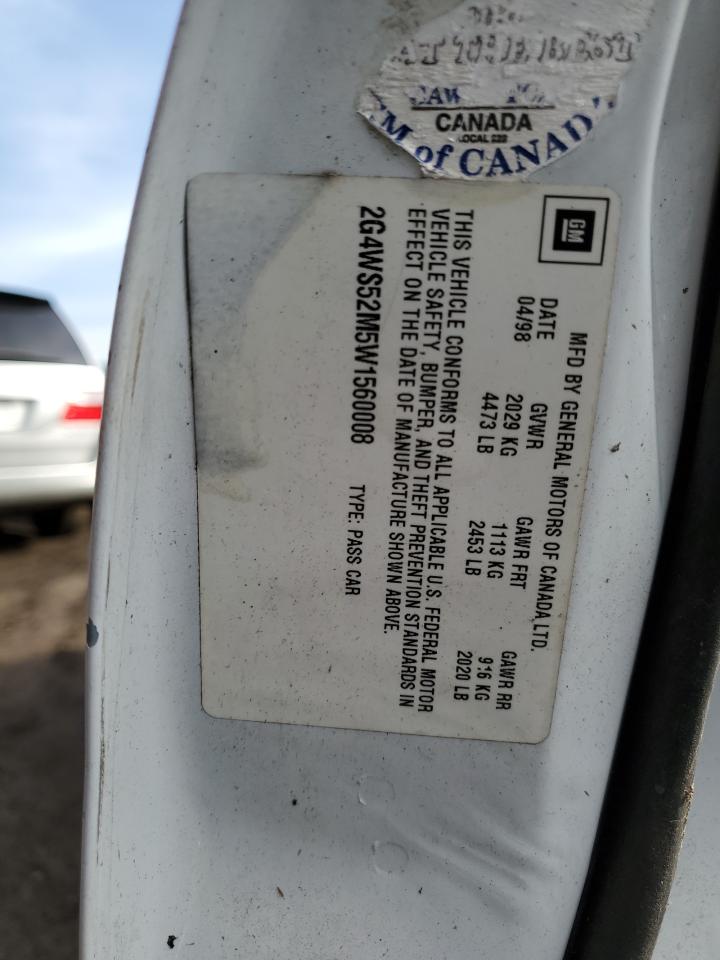 CAW
CANADA
LOCAL 222
GM of CANADA
GM
MFD BY GENERAL MOTORS OF CANADA LTD.
DATE GVWR GAWR FRT GAWR RR
04/98 2029 KG 1113 KG 916 KG
4473 LB 2453 LB 2020 LB
THIS VEHICLE CONFORMS TO ALL APPLICABLE U.S. FEDERAL MOTOR
VEHICLE SAFETY, BUMPER, AND THEFT PREVENTION STANDARDS IN
EFFECT ON THE DATE OF MANUFACTURE SHOWN ABOVE.
2G4WS52M5W1560008 TYPE: PASS CAR